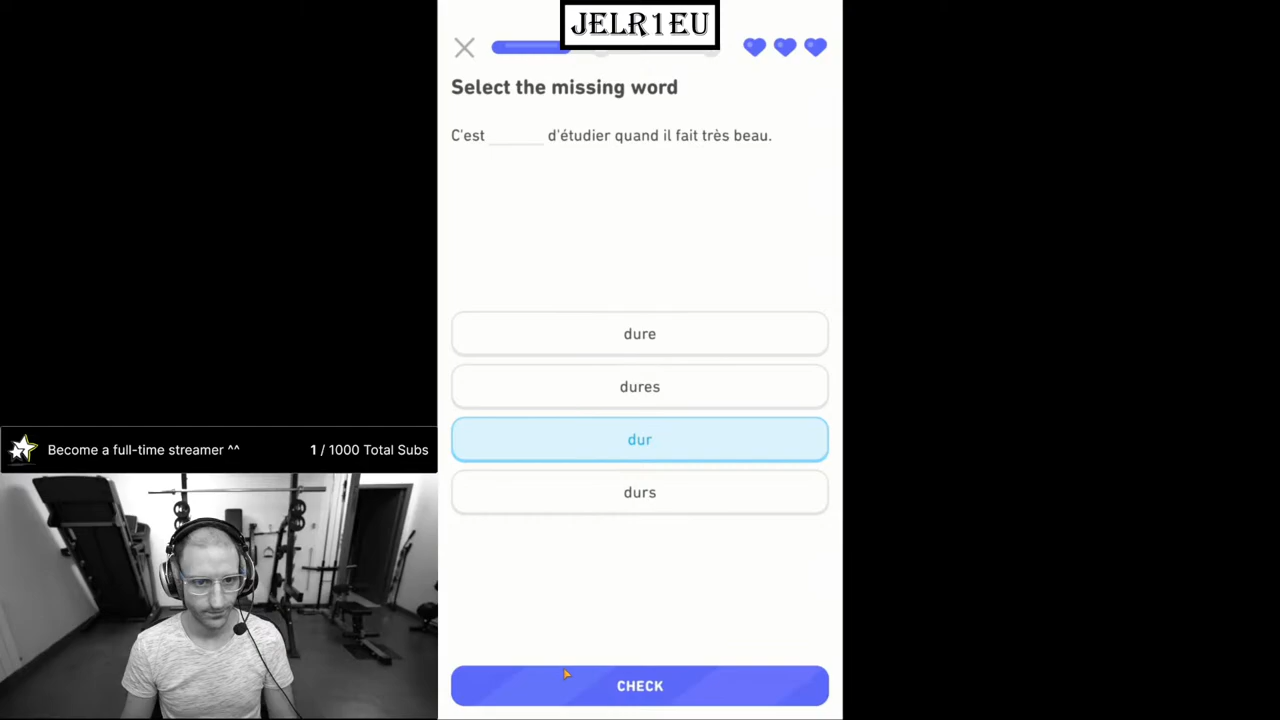 JELR1EU
Select the missing word
C'est ______ d'étudier quand il fait très beau.
dure
dures
dur
durs
CHECK
Become a full-time streamer ^^ 1 / 1000 Total Subs